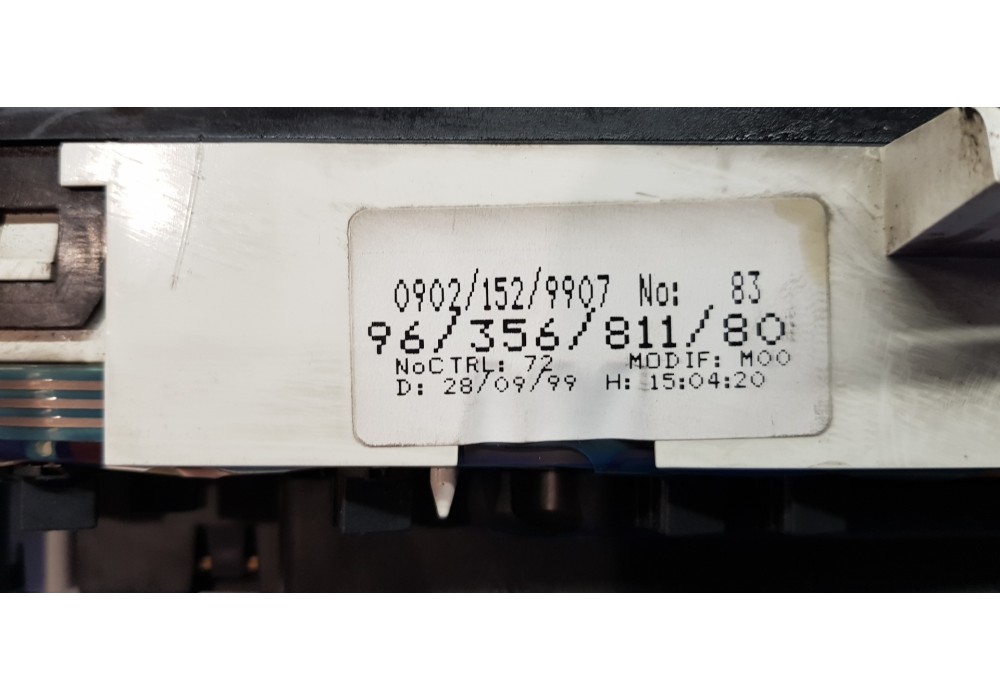 0902/152/9907 No: 83
96/356/811/80
NoCTRL: 72 MODIF: M00
D: 28/09/99 H: 15:04:20